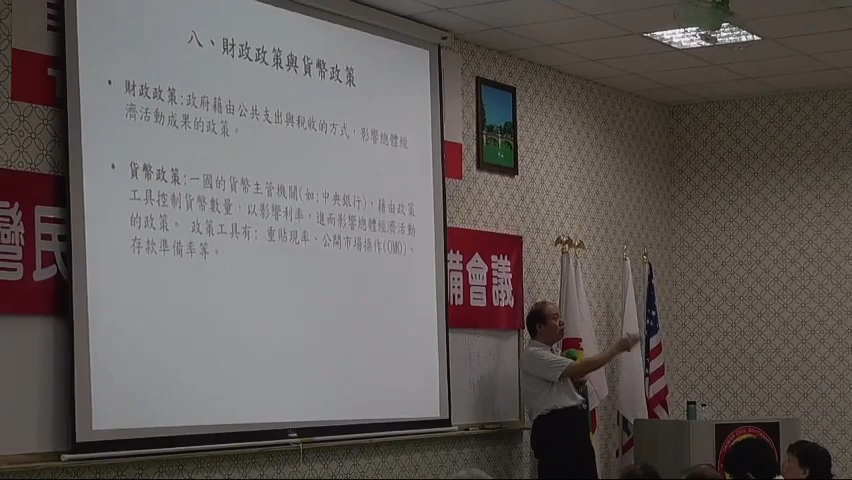 八、財政政策與貨幣政策
• 財政政策:政府藉由公共支出與稅收的方式，影響總體經
濟活動成果的政策。
• 貨幣政策:一國的貨幣主管機關(如:中央銀行)，藉由政策
工具控制貨幣數量，以影響利率，進而影響總體經濟活動
的政策。 政策工具有: 重貼現率、公開市場操作(OMO)、
存款準備率等。
灣民
備會議